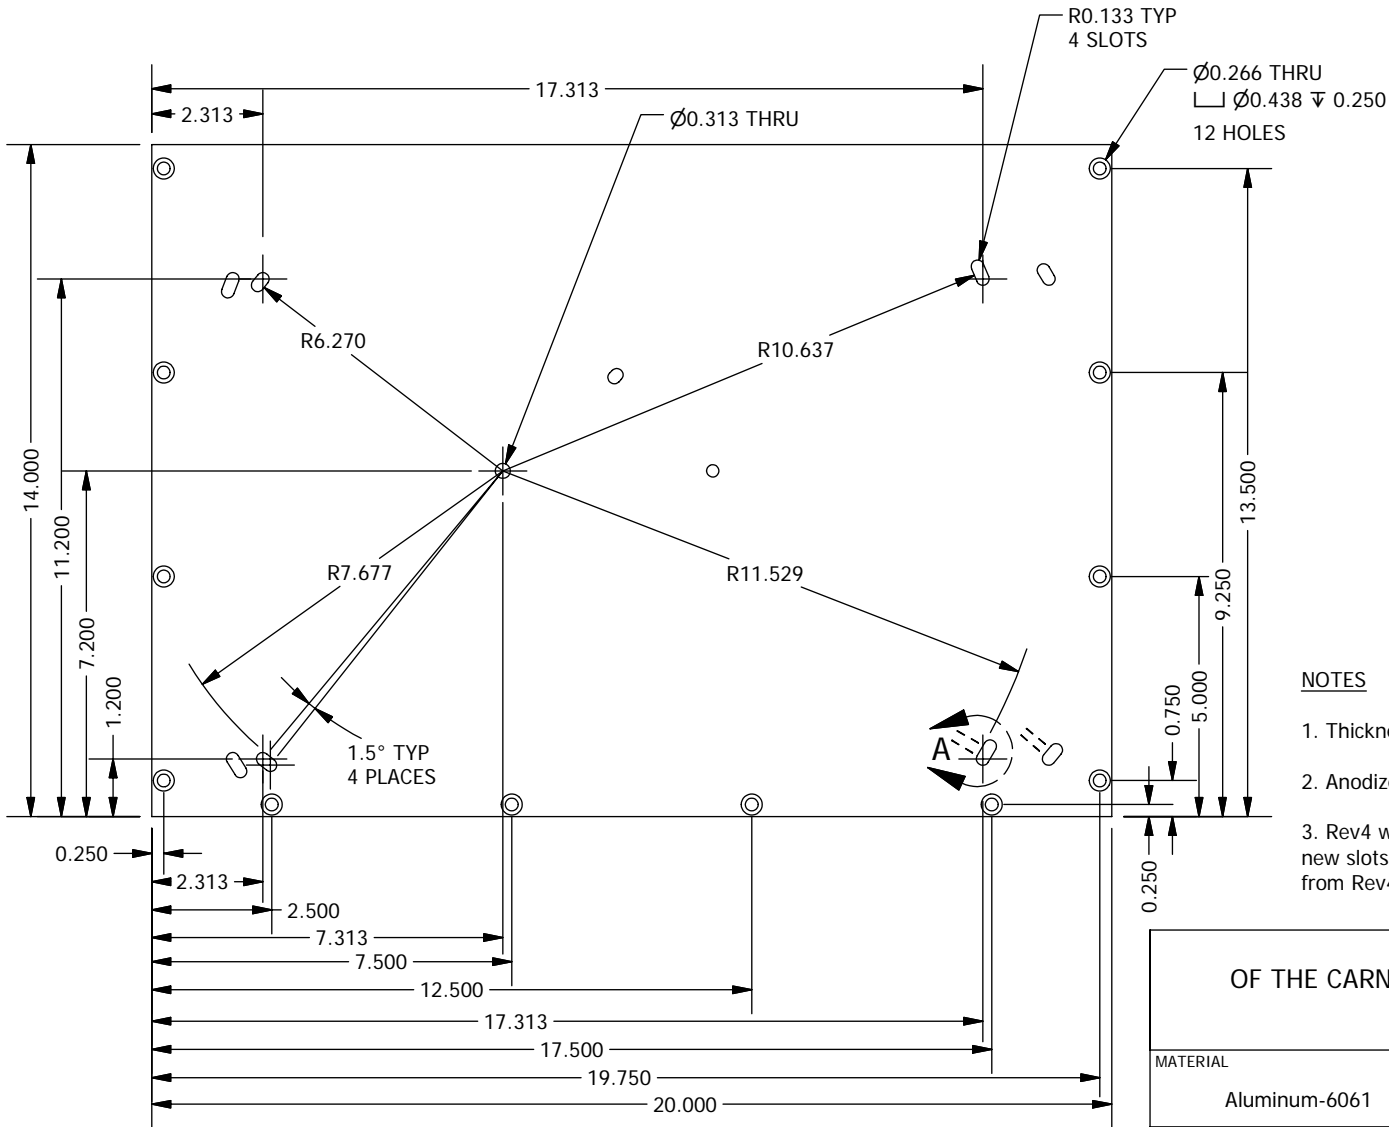 R0.133 TYP
4 SLOTS
Ø0.266 THRU
⌴ Ø0.438 ↧ 0.250
12 HOLES
17.313
2.313
Ø0.313 THRU
R6.270
R10.637
14.000
11.200
7.200
1.200
R7.677
R11.529
13.500
9.250
5.000
0.750
0.250
1.5° TYP
4 PLACES
A
0.250
2.313
2.500
7.313
7.500
12.500
17.313
17.500
19.750
20.000
NOTES
1. Thickne
2. Anodize
3. Rev4 w
new slots
from Rev4
OF THE CARN
MATERIAL
Aluminum-6061